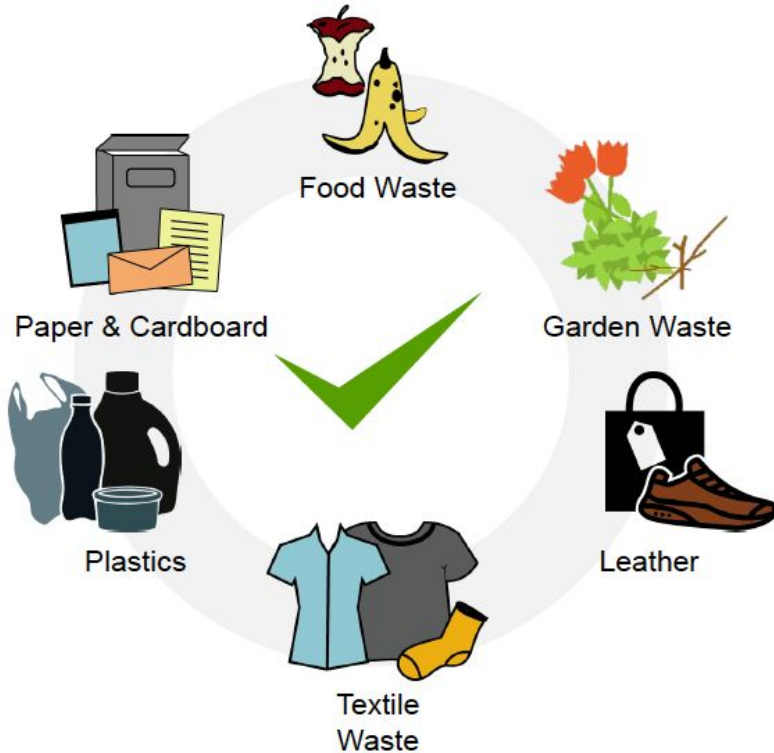 Food Waste
Paper & Cardboard
Garden Waste
Plastics
Leather
Textile
Waste